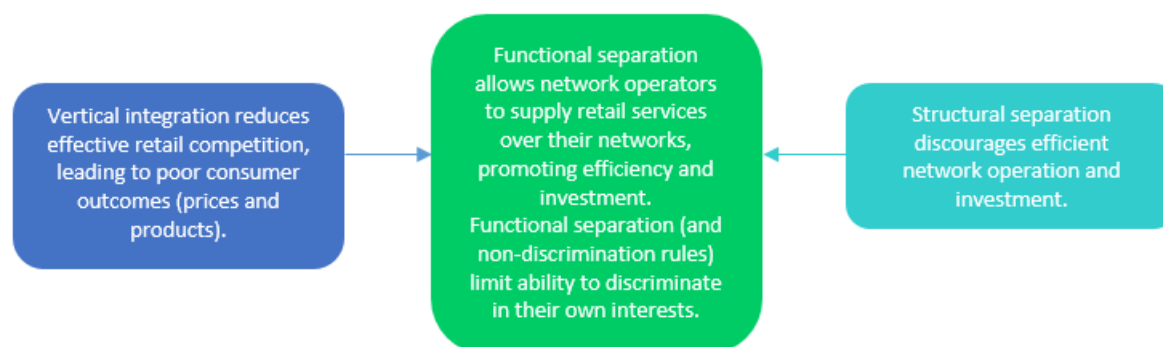 Vertical integration reduces
effective retail competition,
leading to poor consumer
outcomes (prices and
products).
Functional separation
allows network operators
to supply retail services
over their networks,
promoting efficiency and
investment.
Functional separation (and
non-discrimination rules)
limit ability to discriminate
in their own interests.
Structural separation
discourages efficient
network operation and
investment.